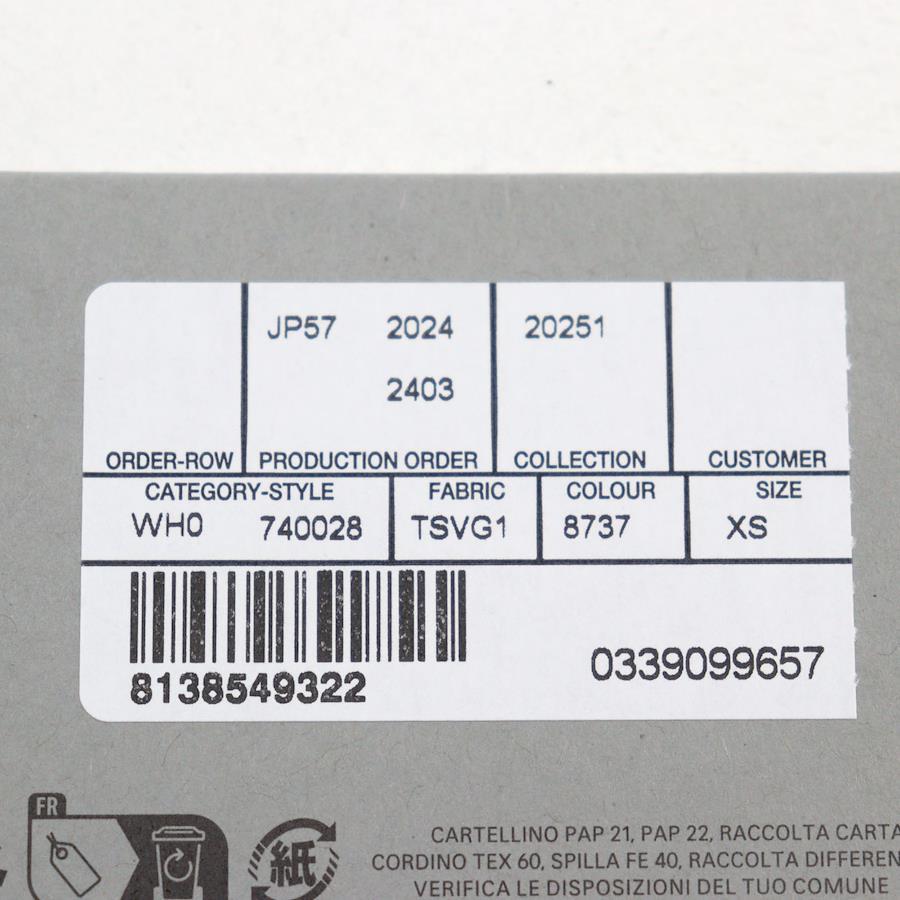 JP57 2024 20251
2403
ORDER-ROW PRODUCTION ORDER COLLECTION CUSTOMER
CATEGORY-STYLE FABRIC COLOUR SIZE
WH0 740028 TSVG1 8737 XS
8138549322 0339099657
FR
紙
CARTELLINO PAP 21, PAP 22, RACCOLTA CARTA
CORDINO TEX 60, SPILLA FE 40, RACCOLTA DIFFEREN
VERIFICA LE DISPOSIZIONI DEL TUO COMUNE